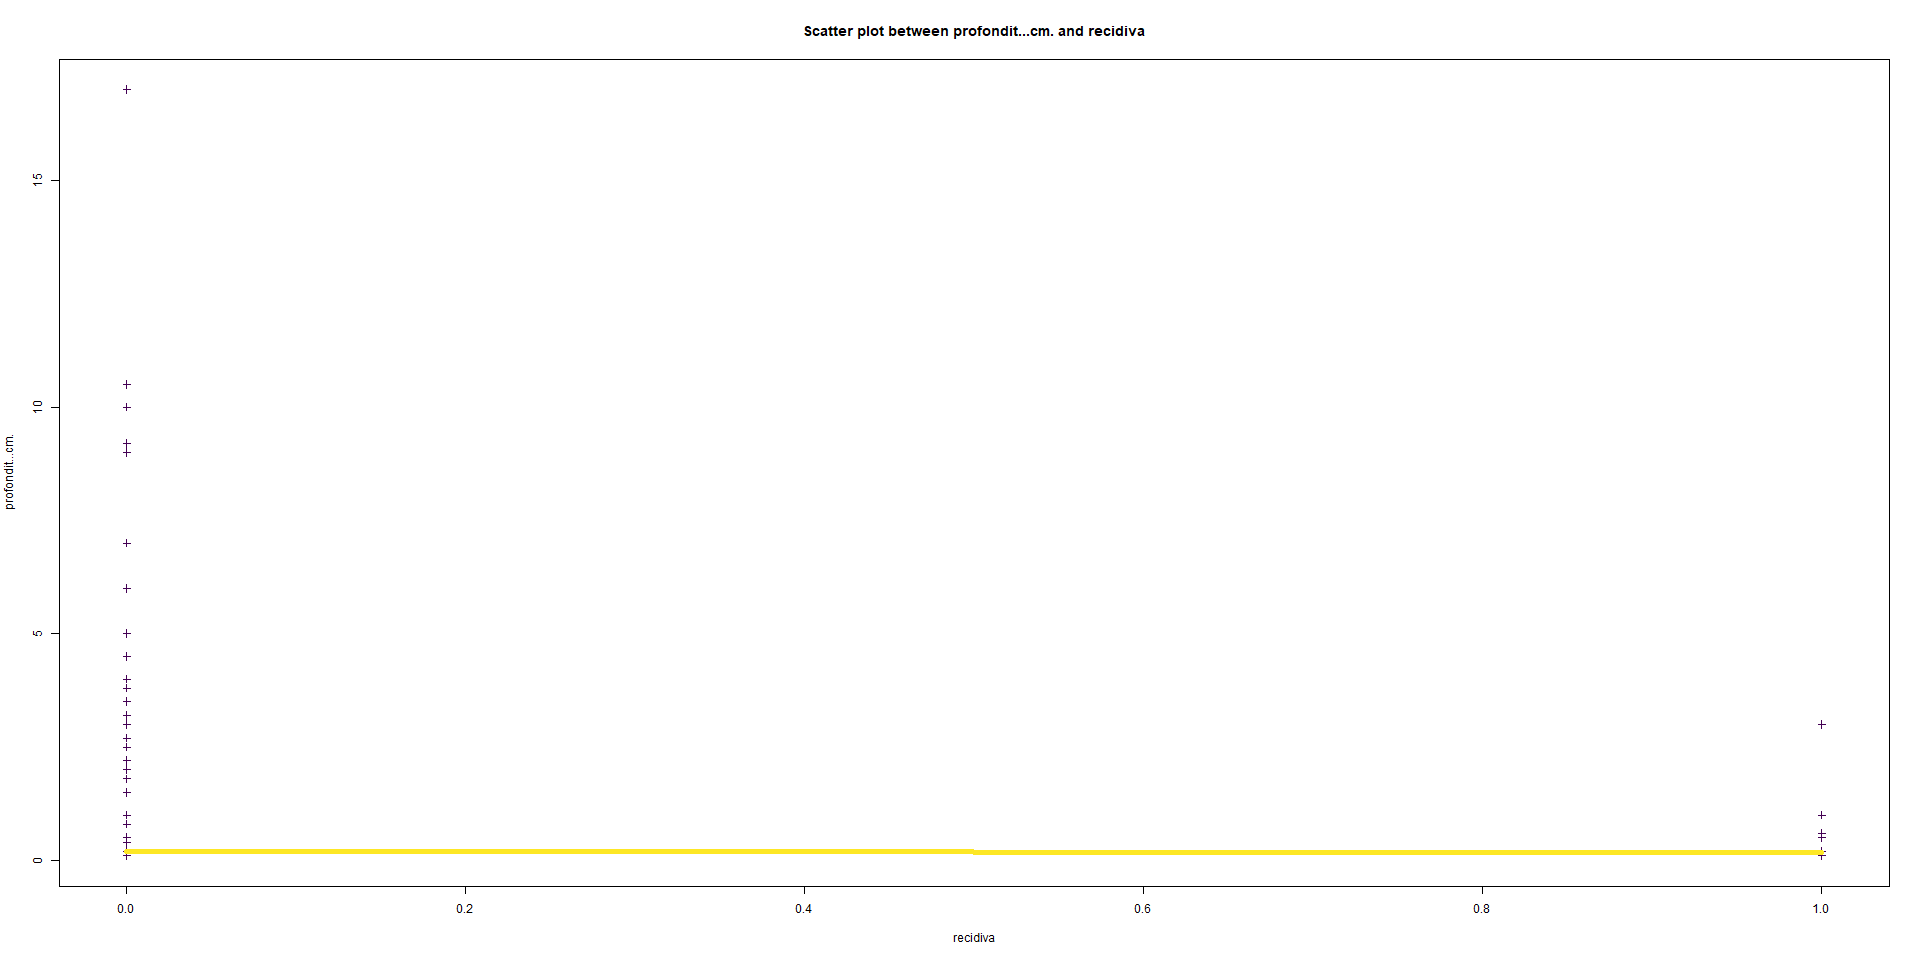 Scatter plot between profondit...cm. and recidiva
profondit...cm.
15
10
5
0
0.0 0.2 0.4 0.6 0.8 1.0
recidiva